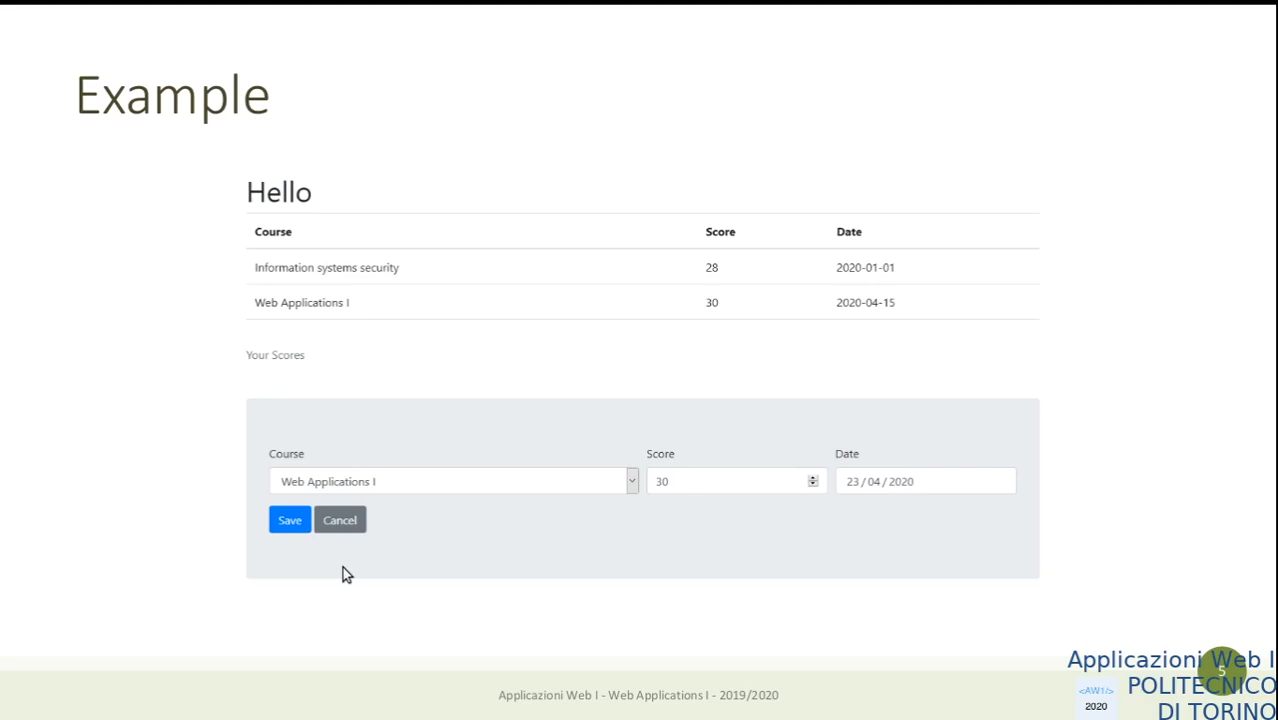 Example
Hello
Course Score Date
Information systems security 28 2020-01-01
Web Applications I 30 2020-04-15
Your Scores
Course Score Date
Web Applications I 30 23 / 04 / 2020
Save Cancel
Applicazioni Web I - Web Applications I - 2019/2020
5
Applicazioni Web I
POLITECNICO
DI TORINO
<AW1/>
2020